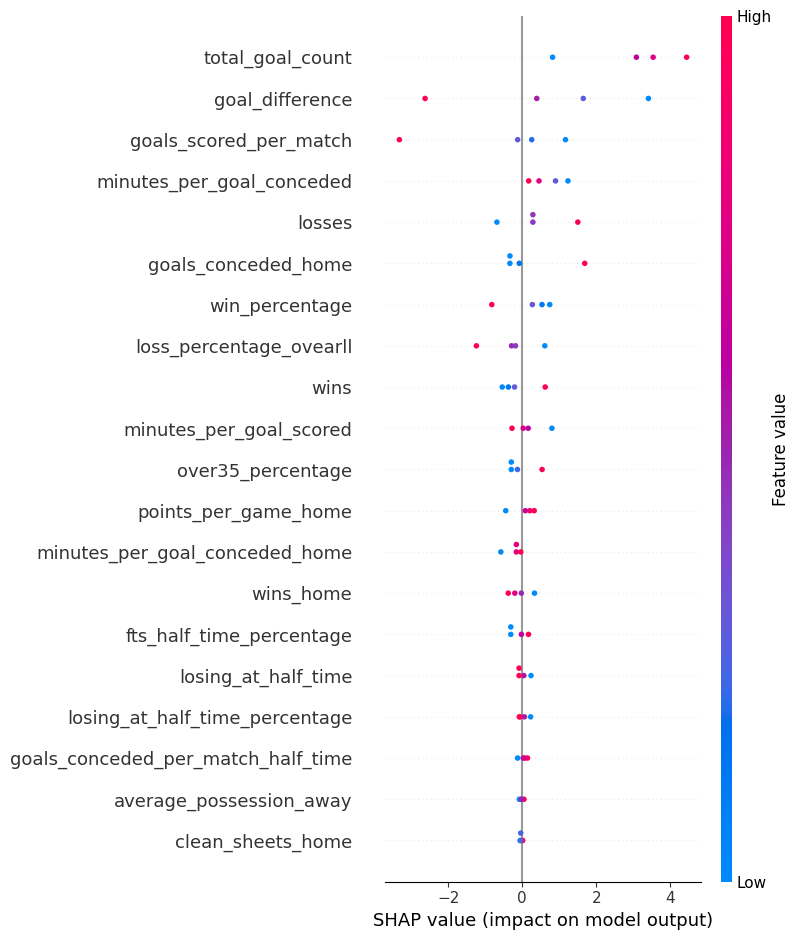 High
total_goal_count
goal_difference
goals_scored_per_match
minutes_per_goal_conceded
losses
goals_conceded_home
win_percentage
loss_percentage_ovearll
wins
minutes_per_goal_scored
over35_percentage
points_per_game_home
minutes_per_goal_conceded_home
wins_home
fts_half_time_percentage
losing_at_half_time
losing_at_half_time_percentage
goals_conceded_per_match_half_time
average_possession_away
clean_sheets_home
Feature value
Low
−2 0 2 4
SHAP value (impact on model output)